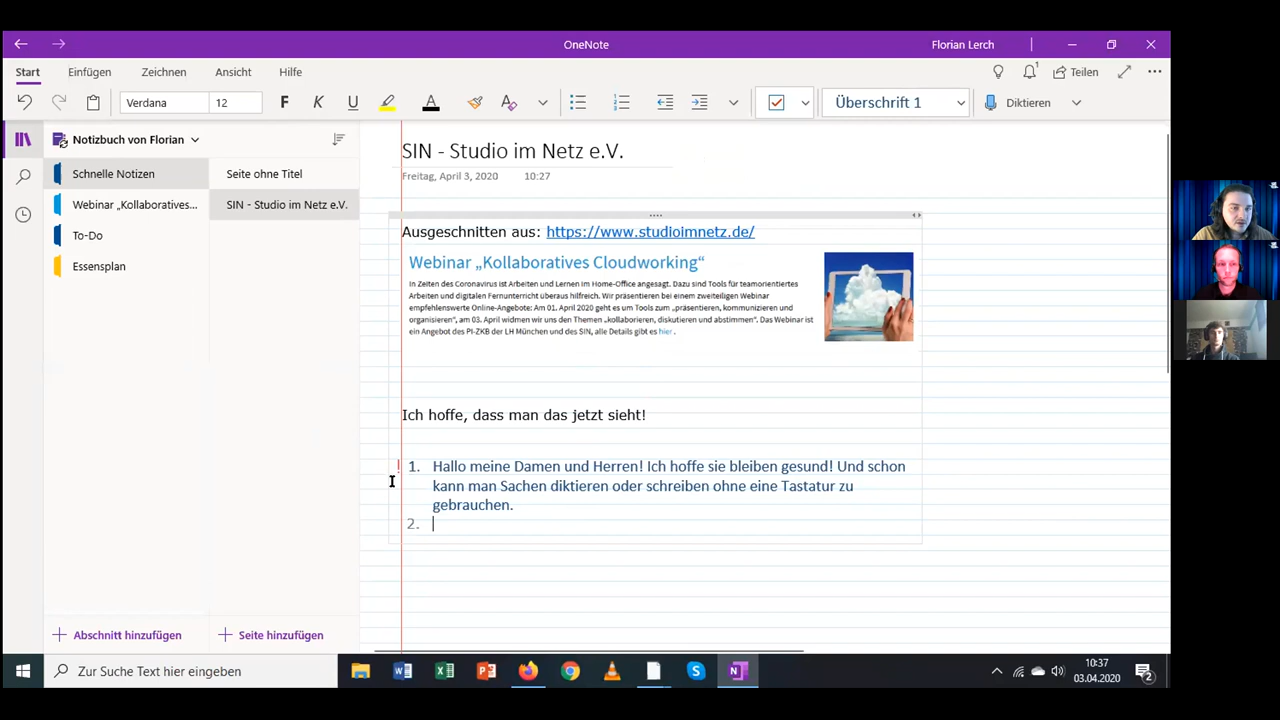 OneNote
Florian Lerch
Start Einfügen Zeichnen Ansicht Hilfe
1 Teilen
Verdana 12 F K U A A Überschrift 1 Diktieren
Notizbuch von Florian
Schnelle Notizen
Webinar „Kollaboratives...
To-Do
Essensplan
Seite ohne Titel
SIN - Studio im Netz e.V.
SIN - Studio im Netz e.V.
Freitag, April 3, 2020 10:27
Ausgeschnitten aus: https://www.studioimnetz.de/
Webinar „Kollaboratives Cloudworking“
In Zeiten des Coronavirus ist Arbeiten und Lernen im Home-Office angesagt. Dazu sind Tools für teamorientiertes
Arbeiten und digitalen Fernunterricht überaus hilfreich. Wir präsentieren bei einem zweiteiligen Webinar
empfehlenswerte Online-Angebote: Am 01. April 2020 geht es um Tools zum „präsentieren, kommunizieren und
organisieren“, am 03. April widmen wir uns den Themen „kollaborieren, diskutieren und abstimmen“. Das Webinar ist
ein Angebot des PI-ZKB der LH München und des SIN, alle Details gibt es hier .
Ich hoffe, dass man das jetzt sieht!
! 1. Hallo meine Damen und Herren! Ich hoffe sie bleiben gesund! Und schon
kann man Sachen diktieren oder schreiben ohne eine Tastatur zu
gebrauchen.
2.
Abschnitt hinzufügen
Seite hinzufügen
Zur Suche Text hier eingeben
10:37
03.04.2020
2